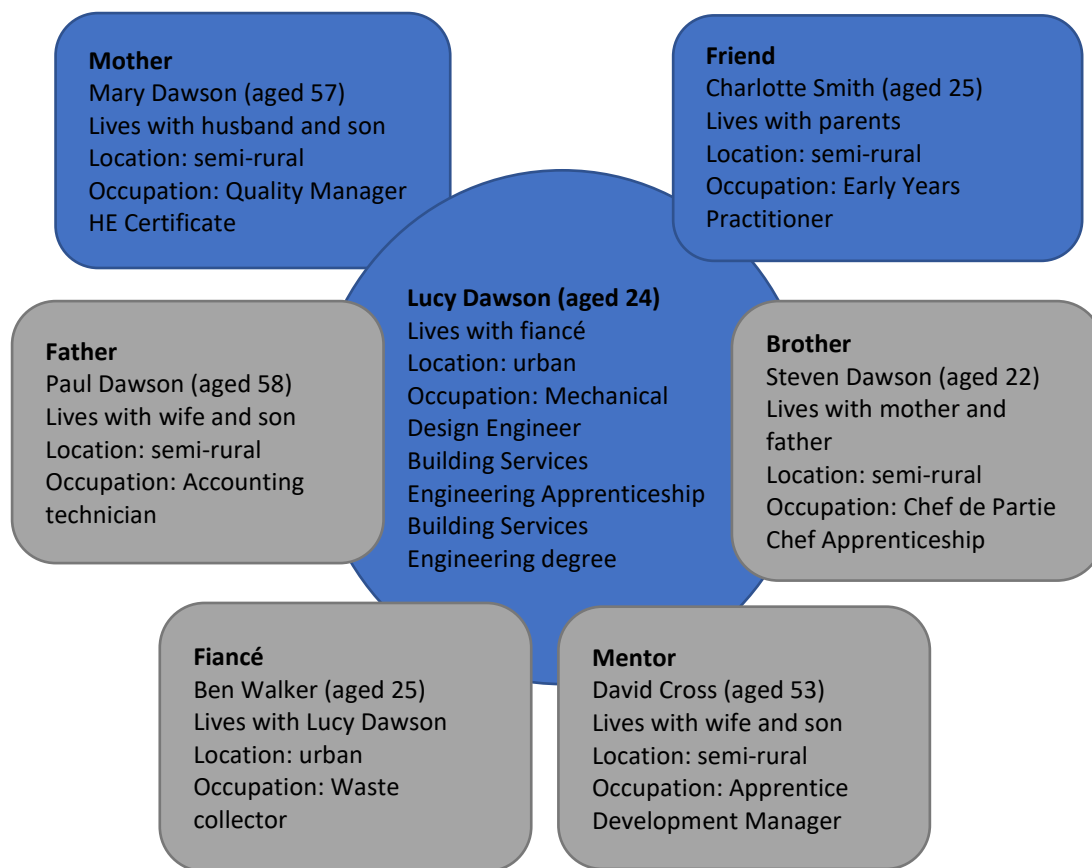 Mother
Mary Dawson (aged 57)
Lives with husband and son
Location: semi-rural
Occupation: Quality Manager
HE Certificate
Friend
Charlotte Smith (aged 25)
Lives with parents
Location: semi-rural
Occupation: Early Years
Practitioner
Lucy Dawson (aged 24)
Lives with fiancé
Location: urban
Occupation: Mechanical
Design Engineer
Building Services
Engineering Apprenticeship
Building Services
Engineering degree
Father
Paul Dawson (aged 58)
Lives with wife and son
Location: semi-rural
Occupation: Accounting
technician
Brother
Steven Dawson (aged 22)
Lives with mother and
father
Location: semi-rural
Occupation: Chef de Partie
Chef Apprenticeship
Fiancé
Ben Walker (aged 25)
Lives with Lucy Dawson
Location: urban
Occupation: Waste
collector
Mentor
David Cross (aged 53)
Lives with wife and son
Location: semi-rural
Occupation: Apprentice
Development Manager